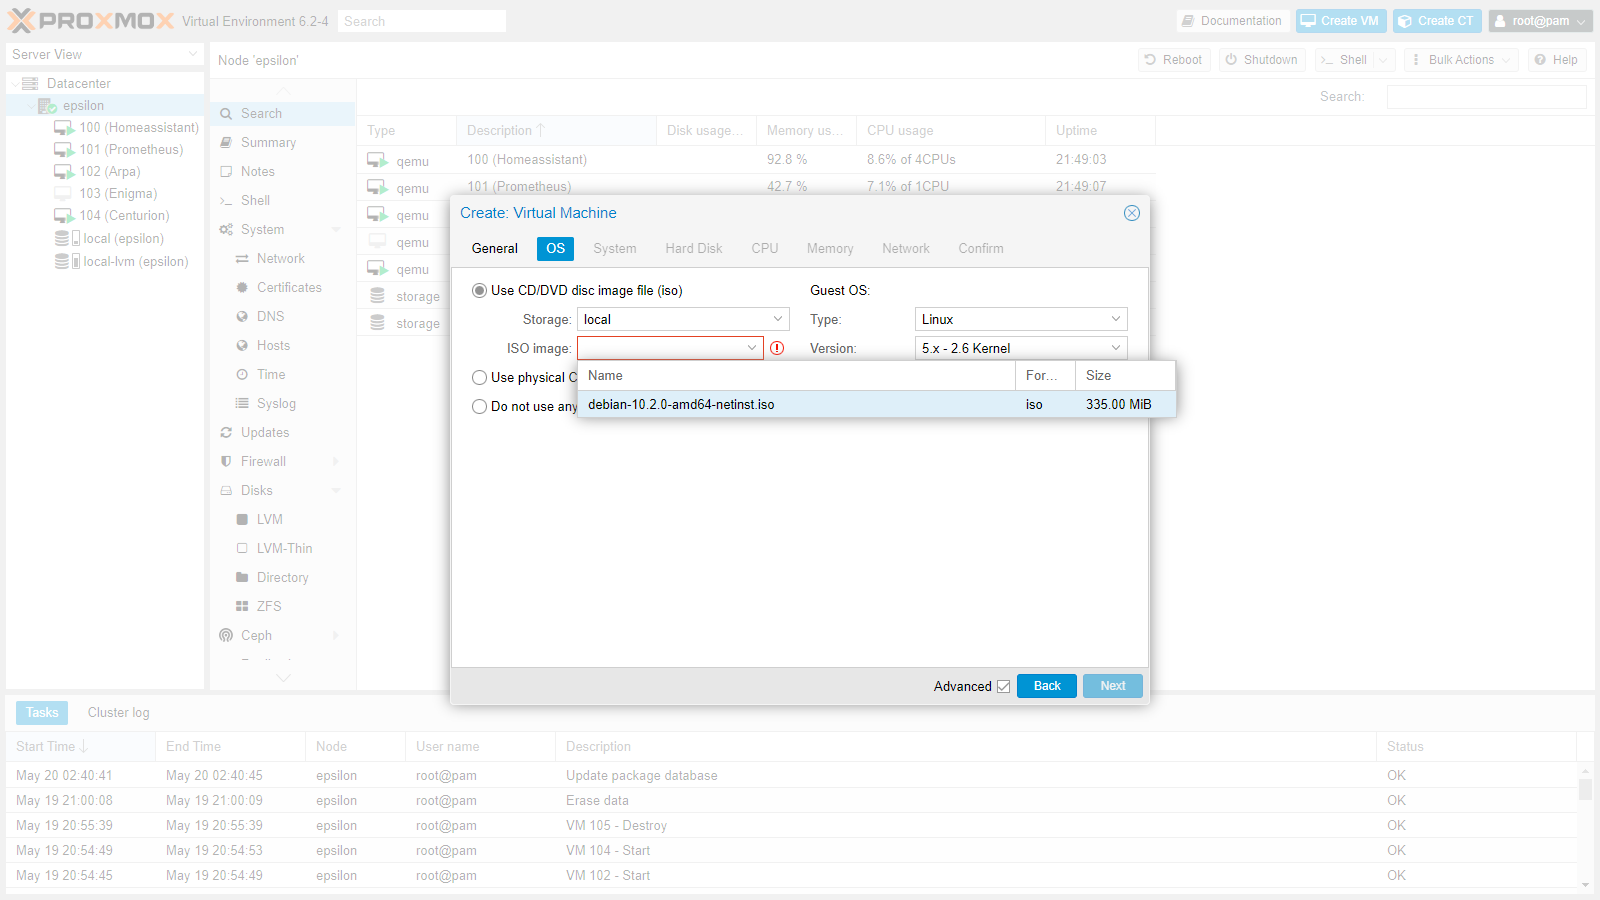 PROXMOX Virtual Environment 6.2-4 Search Documentation Create VM Create CT root@pam
Server View
Datacenter
epsilon
100 (Homeassistant)
101 (Prometheus)
102 (Arpa)
103 (Enigma)
104 (Centurion)
local (epsilon)
local-lvm (epsilon)
Node 'epsilon' Reboot Shutdown Shell Bulk Actions Help
Search
Summary
Notes
Shell
System
Network
Certificates
DNS
Hosts
Time
Syslog
Updates
Firewall
Disks
LVM
LVM-Thin
Directory
ZFS
Ceph
Search:
Type Description Disk usage... Memory us... CPU usage Uptime
qemu 100 (Homeassistant) 92.8 % 8.6% of 4CPUs 21:49:03
qemu 101 (Prometheus) 42.7 % 7.1% of 1CPU 21:49:07
qemu
qemu
qemu
storage
storage
Create: Virtual Machine
General OS System Hard Disk CPU Memory Network Confirm
Use CD/DVD disc image file (iso) Guest OS:
Storage: local Type: Linux
ISO image: Version: 5.x - 2.6 Kernel
Use physical C
Do not use any
Name For... Size
debian-10.2.0-amd64-netinst.iso iso 335.00 MiB
Advanced Back Next
Tasks Cluster log
Start Time End Time Node User name Description Status
May 20 02:40:41 May 20 02:40:45 epsilon root@pam Update package database OK
May 19 21:00:08 May 19 21:00:09 epsilon root@pam Erase data OK
May 19 20:55:39 May 19 20:55:39 epsilon root@pam VM 105 - Destroy OK
May 19 20:54:49 May 19 20:54:53 epsilon root@pam VM 104 - Start OK
May 19 20:54:45 May 19 20:54:49 epsilon root@pam VM 102 - Start OK